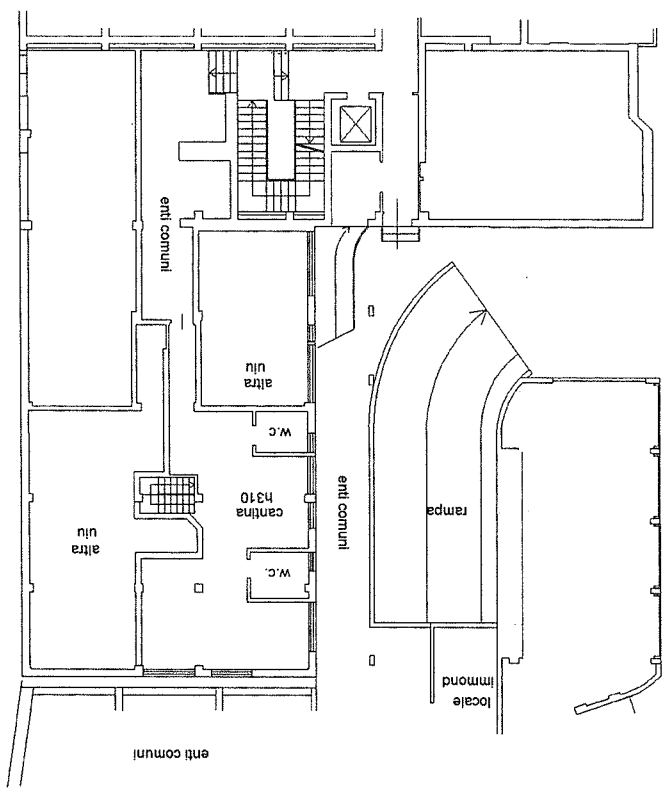 enti comuni
locale
immond
W.c.
altra
uiu
rampa
cantina
h310
enti comuni
W.c
altra
uiu
enti comuni